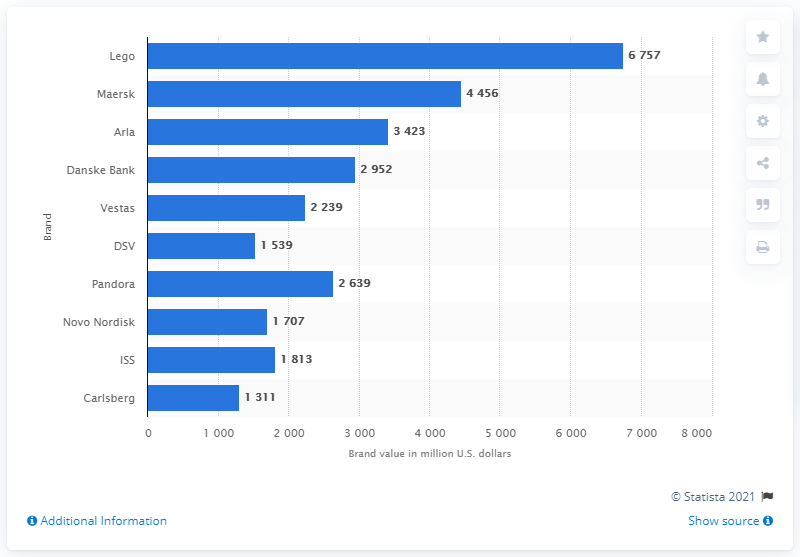 Lego 6 757
Maersk 4 456
Arla 3 423
Danske Bank 2 952
Vestas 2 239
DSV 1 539
Pandora 2 639
Novo Nordisk 1 707
ISS 1 813
Carlsberg 1 311
Brand
0 1 000 2 000 3 000 4 000 5 000 6 000 7 000 8 000
Brand value in million U.S. dollars
© Statista 2021
Additional Information Show source